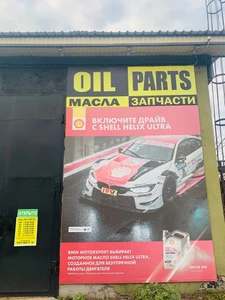 OIL PARTS
МАСЛА ЗАПЧАСТИ
ВКЛЮЧИТЕ ДРАЙВ
С SHELL HELIX ULTRA
BMW MOTORSPORT ВЫБИРАЕТ
МОТОРНОЕ МАСЛО SHELL HELIX ULTRA,
СОЗДАННОЕ ДЛЯ БЕЗУПРЕЧНОЙ
РАБОТЫ ДВИГАТЕЛЯ
ОТКРЫТО